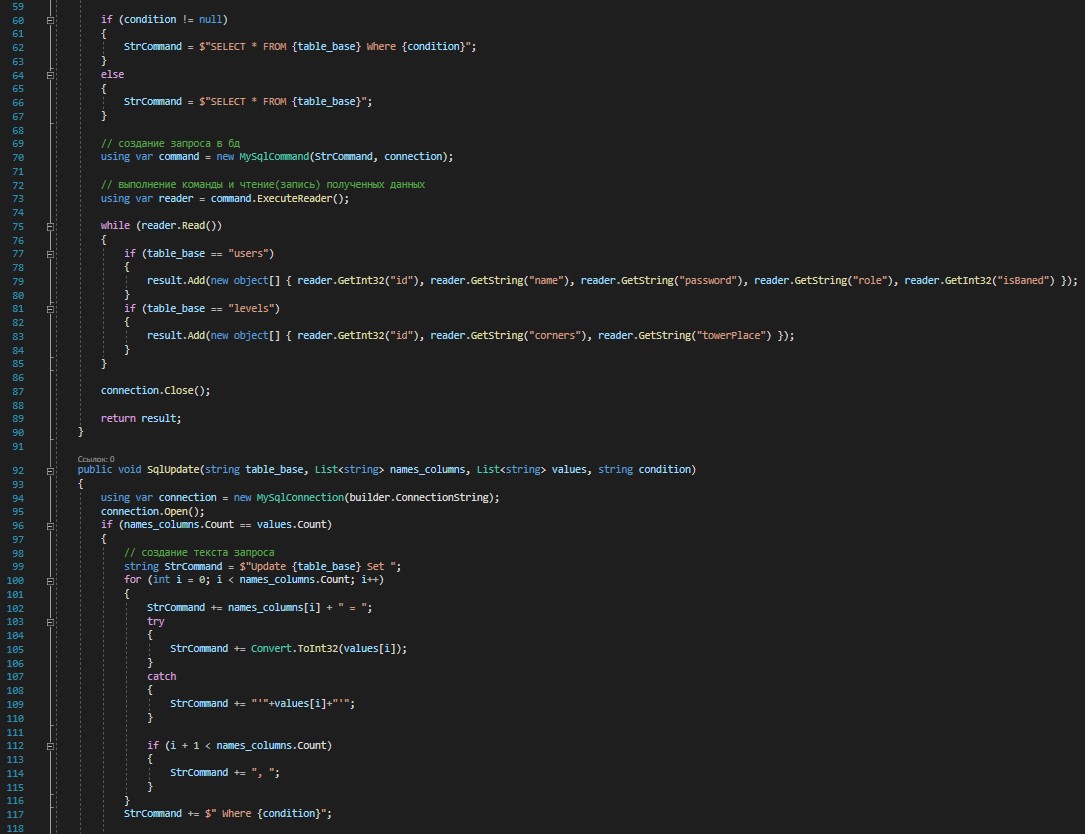 59
60 if (condition != null)
61 {
62 StrCommand = $"SELECT * FROM {table_base} Where {condition}";
63 }
64 else
65 {
66 StrCommand = $"SELECT * FROM {table_base}";
67 }
68
69 // создание запроса в бд
70 using var command = new MySqlCommand(StrCommand, connection);
71
72 // выполнение команды и чтение(запись) полученных данных
73 using var reader = command.ExecuteReader();
74
75 while (reader.Read())
76 {
77 if (table_base == "users")
78 {
79 result.Add(new object[] { reader.GetInt32("id"), reader.GetString("name"), reader.GetString("password"), reader.GetString("role"), reader.GetInt32("isBaned") });
80 }
81 if (table_base == "levels")
82 {
83 result.Add(new object[] { reader.GetInt32("id"), reader.GetString("corners"), reader.GetString("towerPlace") });
84 }
85 }
86
87 connection.Close();
88
89 return result;
90 }
91
Ссылок: 0
92 public void SqlUpdate(string table_base, List<string> names_columns, List<string> values, string condition)
93 {
94 using var connection = new MySqlConnection(builder.ConnectionString);
95 connection.Open();
96 if (names_columns.Count == values.Count)
97 {
98 // создание текста запроса
99 string StrCommand = $"Update {table_base} Set ";
100 for (int i = 0; i < names_columns.Count; i++)
101 {
102 StrCommand += names_columns[i] + " = ";
103 try
104 {
105 StrCommand += Convert.ToInt32(values[i]);
106 }
107 catch
108 {
109 StrCommand += "'"+values[i]+"'";
110 }
111
112 if (i + 1 < names_columns.Count)
113 {
114 StrCommand += ", ";
115 }
116 }
117 StrCommand += $" Where {condition}";
118